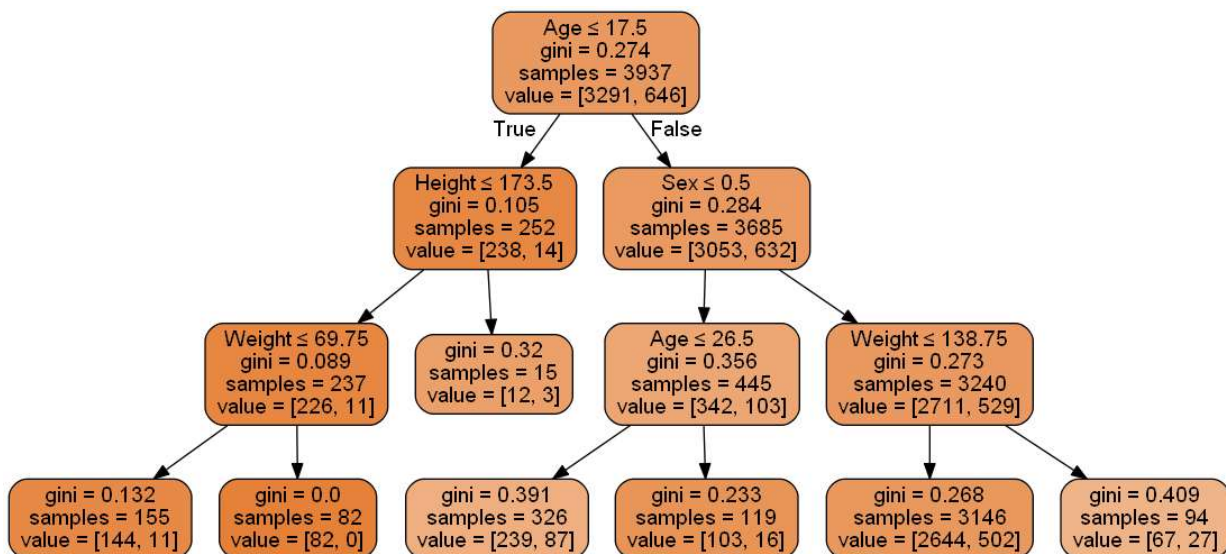 Age ≤ 17.5
gini = 0.274
samples = 3937
value = [3291, 646]
True
False
Height ≤ 173.5
gini = 0.105
samples = 252
value = [238, 14]
Sex ≤ 0.5
gini = 0.284
samples = 3685
value = [3053, 632]
Weight ≤ 69.75
gini = 0.089
samples = 237
value = [226, 11]
gini = 0.32
samples = 15
value = [12, 3]
Age ≤ 26.5
gini = 0.356
samples = 445
value = [342, 103]
Weight ≤ 138.75
gini = 0.273
samples = 3240
value = [2711, 529]
gini = 0.132
samples = 155
value = [144, 11]
gini = 0.0
samples = 82
value = [82, 0]
gini = 0.391
samples = 326
value = [239, 87]
gini = 0.233
samples = 119
value = [103, 16]
gini = 0.268
samples = 3146
value = [2644, 502]
gini = 0.409
samples = 94
value = [67, 27]